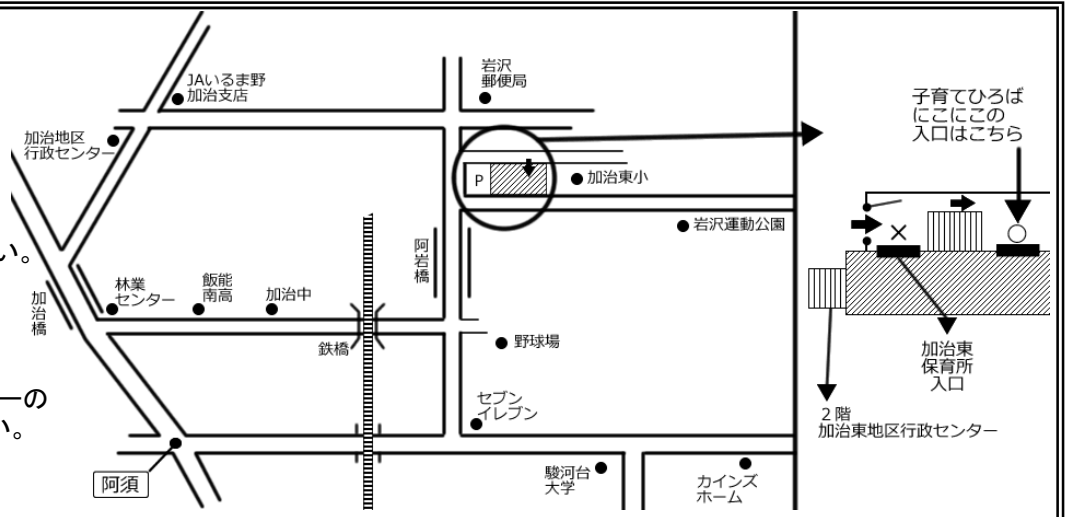 JAいるま野
加治支店
岩沢
郵便局
加治地区
行政センター
P
加治東小
岩沢運動公園
い。
阿岩橋
加治橋
林業
センター
飯能
南高
加治中
鉄橋
野球場
ーの
い。
セブン
イレブン
阿須
駿河台
大学
カインズ
ホーム
子育てひろば
にこにこの
入口はこちら
加治東
保育所
入口
2階
加治東地区行政センター